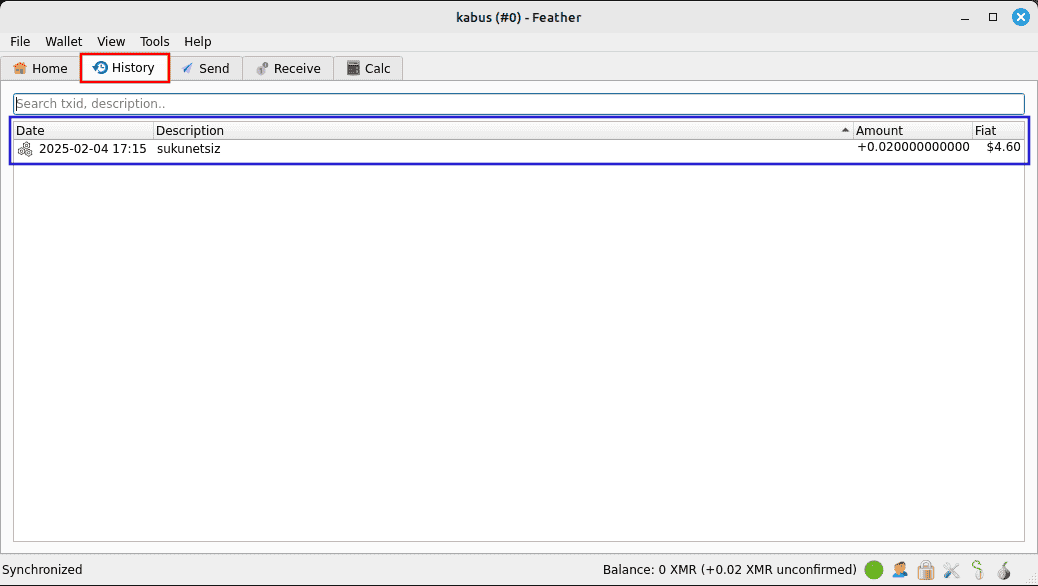 kabus (#0) - Feather
File Wallet View Tools Help
Home History Send Receive Calc
Search txid, description..
Date Description Amount Fiat
2025-02-04 17:15 sukunetsiz +0.020000000000 $4.60
Synchronized Balance: 0 XMR (+0.02 XMR unconfirmed)